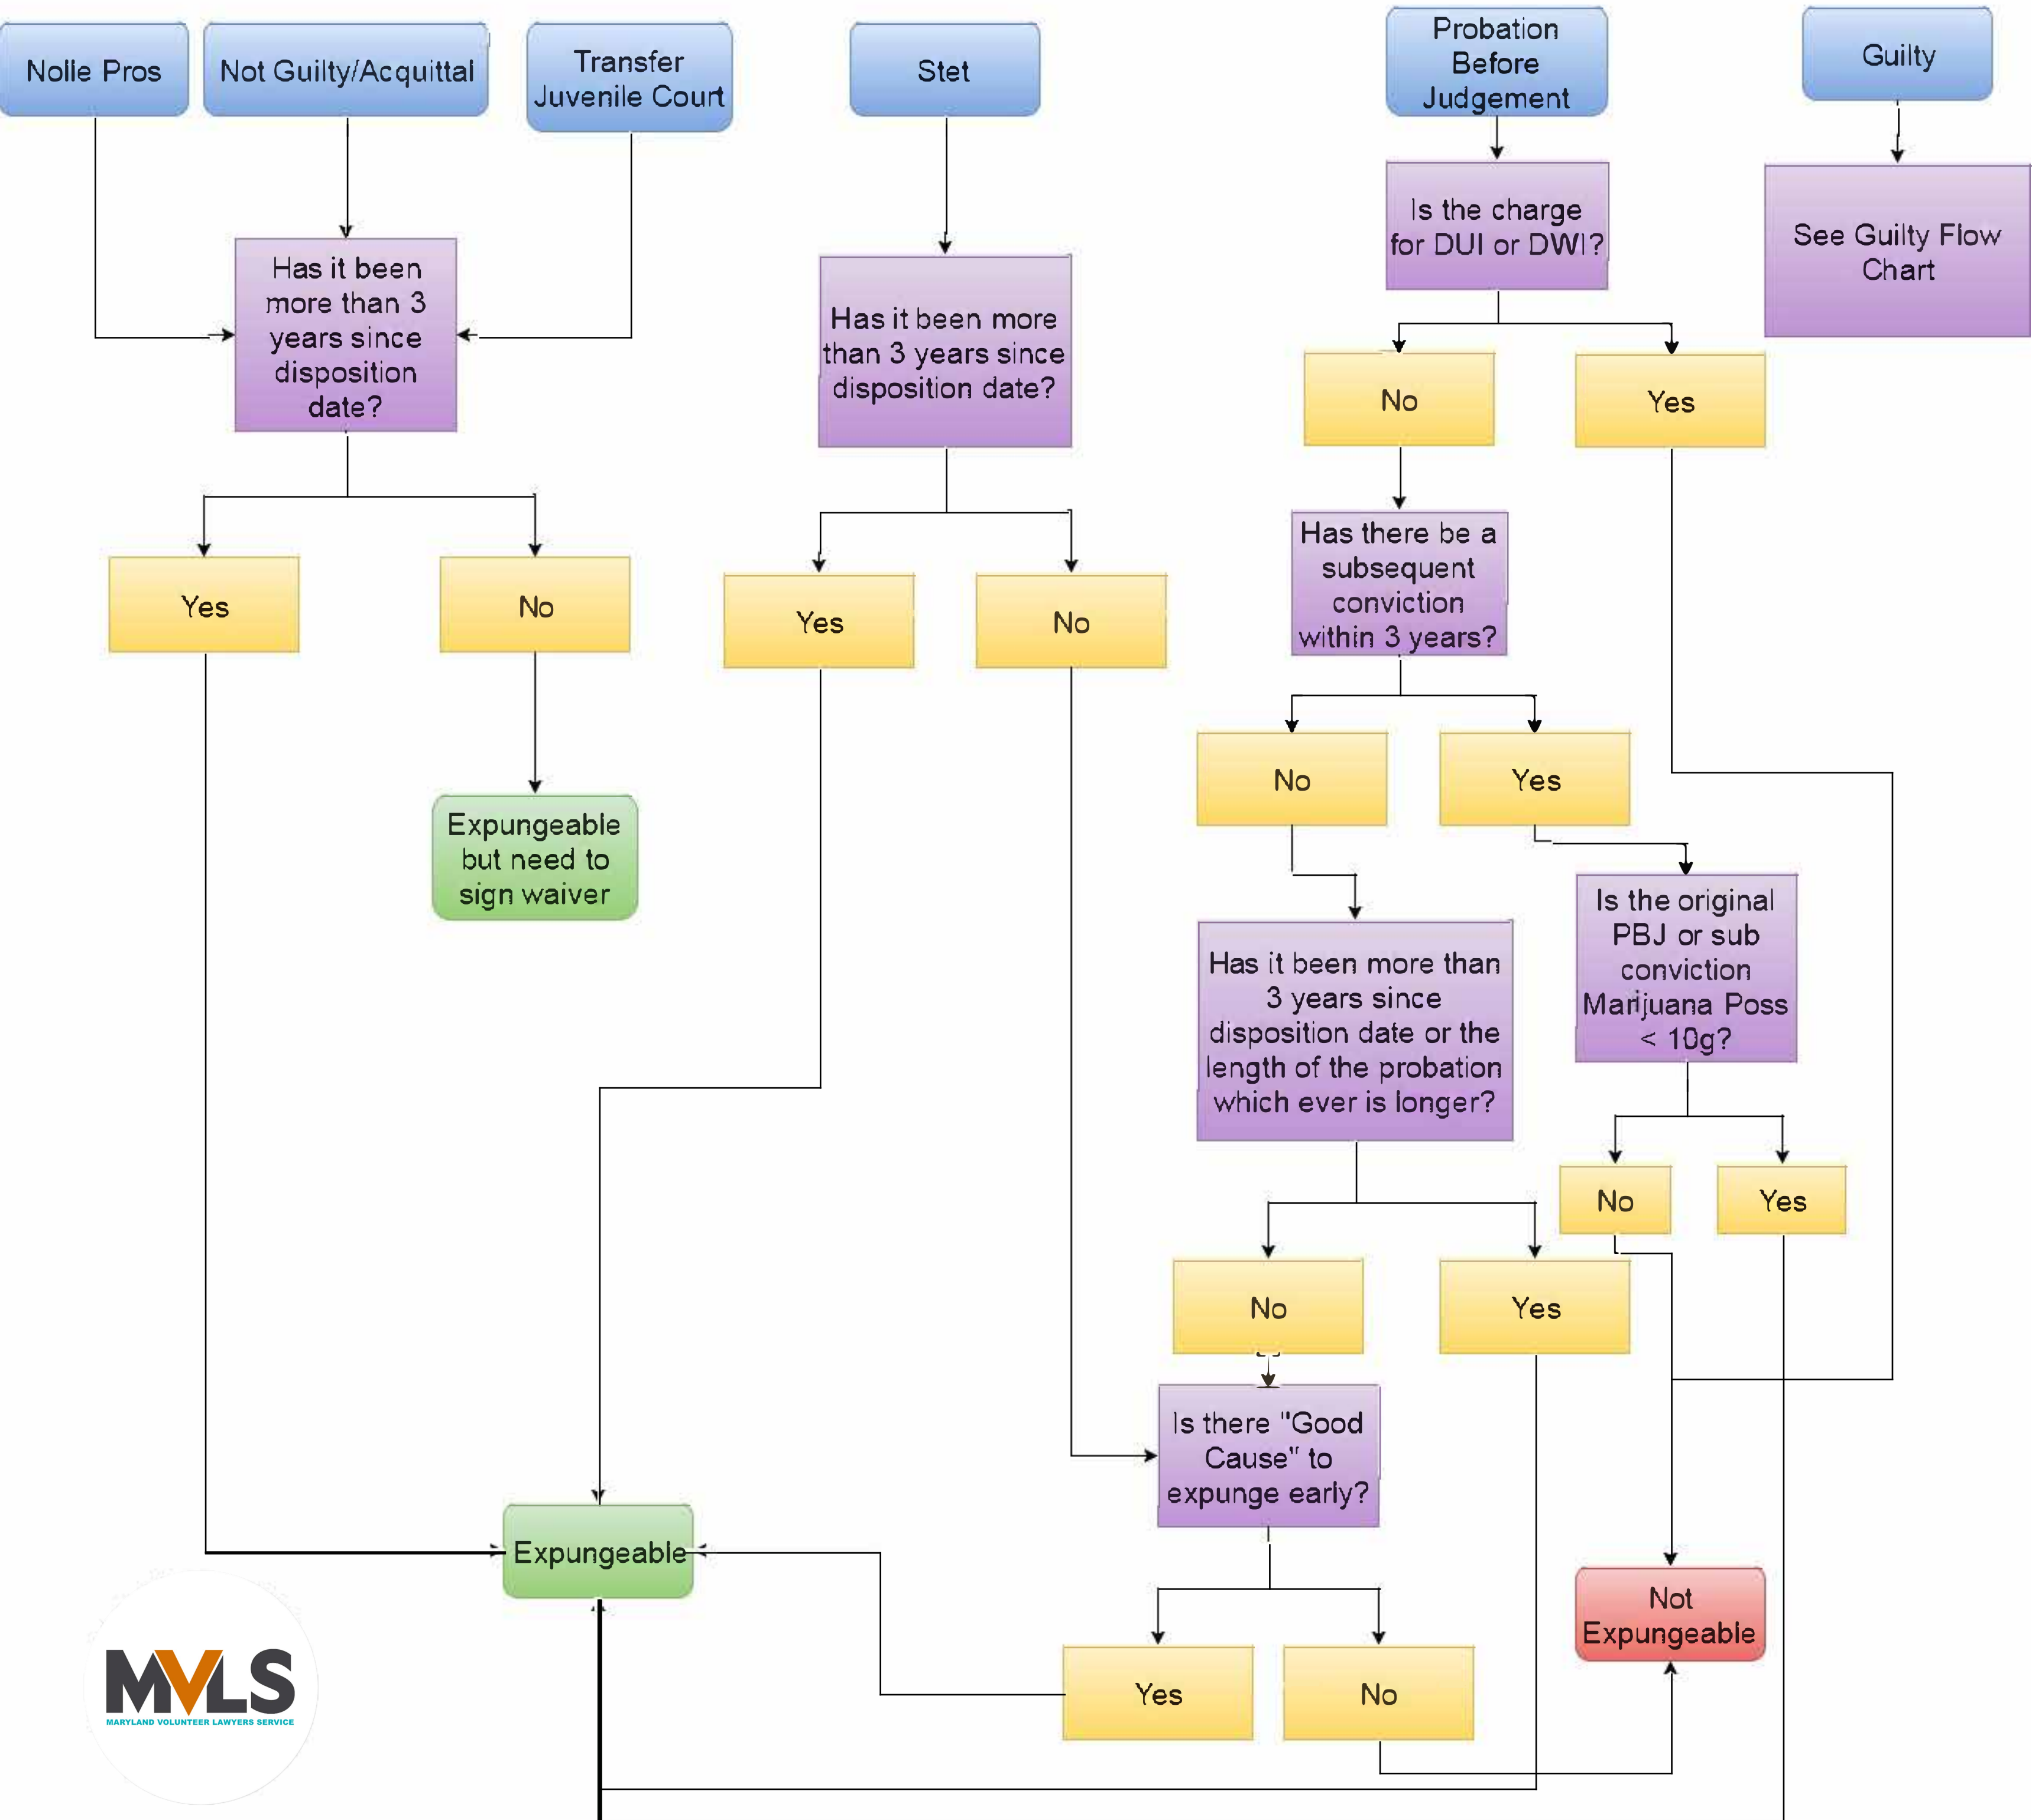 Nolle Pros
Not Guilty/Acquittal
Transfer
Juvenile Court
Stet
Probation
Before
Judgement
Guilty
Has it been
more than 3
years since
disposition
date?
Has it been more
than 3 years since
disposition date?
Is the charge
for DUI or DWI?
See Guilty Flow
Chart
No
Yes
Has there be a
subsequent
conviction
within 3 years?
Yes
No
Yes
No
No
Yes
Expungeable
but need to
sign waiver
Has it been more than
3 years since
disposition date or the
length of the probation
which ever is longer?
Is the original
PBJ or sub
conviction
Marijuana Poss
< 10g?
No
Yes
No
Yes
Is there "Good
Cause" to
expunge early?
Expungeable
Not
Expungeable
Yes
No
MVLS
MARYLAND VOLUNTEER LAWYERS SERVICE